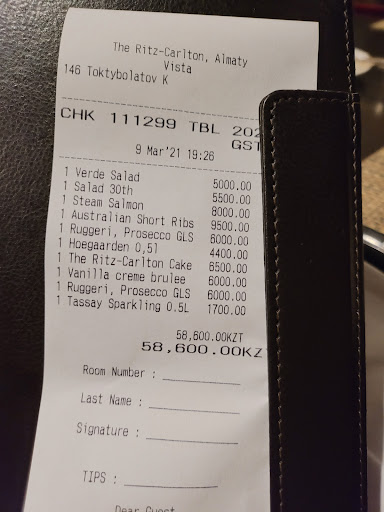 The Ritz-Carlton, Almaty
Vista
146 Toktybolatov K
CHK 111299 TBL 202
GST
9 Mar'21 19:26
1 Verde Salad 5000.00
1 Salad 30th 5500.00
1 Steam Salmon 8000.00
1 Australian Short Ribs 9500.00
1 Ruggeri, Prosecco GLS 6000.00
1 Hoegaarden 0,5l 4400.00
1 The Ritz-Carlton Cake 6500.00
1 Vanilla creme brulee 6000.00
1 Ruggeri, Prosecco GLS 6000.00
1 Tassay Sparkling 0.5L 1700.00
58,600.00KZT
58,600.00KZ
Room Number :
Last Name :
Signature :
TIPS :
Dear Guest